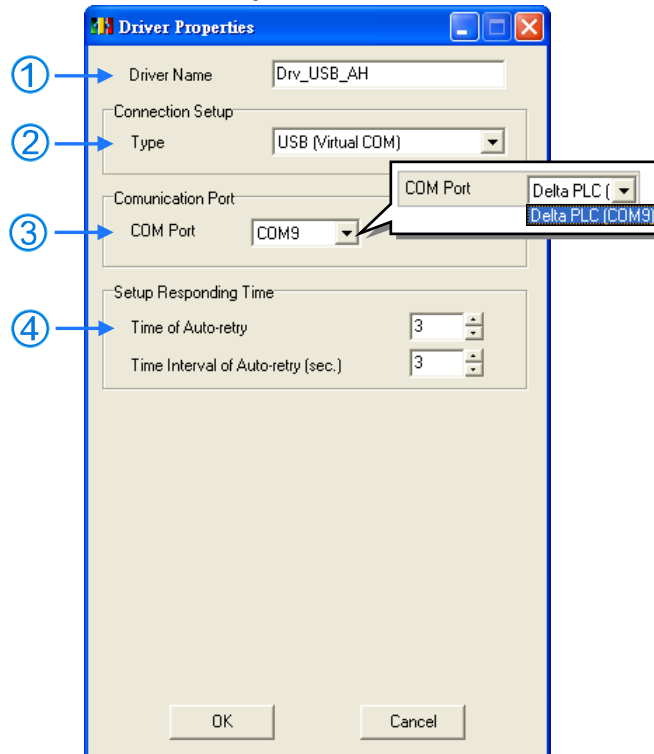 Driver Properties
① Driver Name Drv_USB_AH
Connection Setup
② Type USB (Virtual COM)
Comunication Port
③ COM Port COM9
COM Port Delta PLC (
Delta PLC (COM9)
Setup Responding Time
④ Time of Auto-retry 3
Time Interval of Auto-retry (sec.) 3
OK Cancel